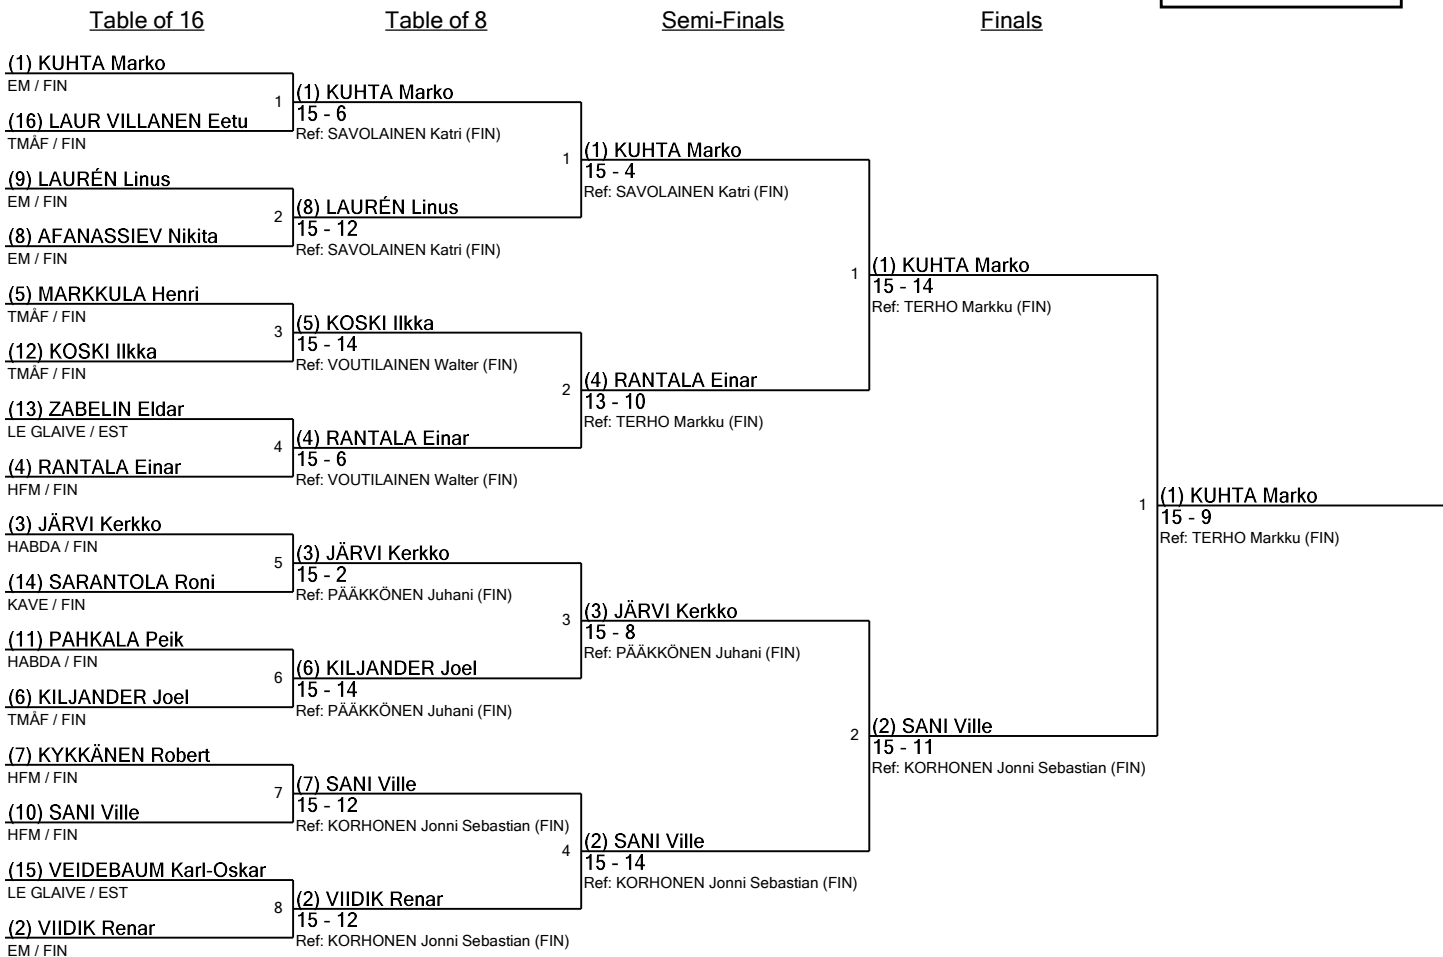 Table of 16
Table of 8
Semi-Finals
Finals
(1) KUHTA Marko
EM / FIN
(16) LAUR VILLANEN Eetu
TMÅF / FIN
(9) LAURÉN Linus
EM / FIN
(8) AFANASSIEV Nikita
EM / FIN
(5) MARKKULA Henri
TMÅF / FIN
(12) KOSKI Ilkka
TMÅF / FIN
(13) ZABELIN Eldar
LE GLAIVE / EST
(4) RANTALA Einar
HFM / FIN
(3) JÄRVI Kerkko
HABDA / FIN
(14) SARANTOLA Roni
KAVE / FIN
(11) PAHKALA Peik
HABDA / FIN
(6) KILJANDER Joel
TMÅF / FIN
(7) KYKKÄNEN Robert
HFM / FIN
(10) SANI Ville
HFM / FIN
(15) VEIDEBAUM Karl-Oskar
LE GLAIVE / EST
(2) VIIDIK Renar
EM / FIN
1
(1) KUHTA Marko
15 - 6
Ref: SAVOLAINEN Katri (FIN)
2
(8) LAURÉN Linus
15 - 12
Ref: SAVOLAINEN Katri (FIN)
3
(5) KOSKI Ilkka
15 - 14
Ref: VOUTILAINEN Walter (FIN)
4
(4) RANTALA Einar
15 - 6
Ref: VOUTILAINEN Walter (FIN)
5
(3) JÄRVI Kerkko
15 - 2
Ref: PÄÄKKÖNEN Juhani (FIN)
6
(6) KILJANDER Joel
15 - 14
Ref: PÄÄKKÖNEN Juhani (FIN)
7
(7) SANI Ville
15 - 12
Ref: KORHONEN Jonni Sebastian (FIN)
8
(2) VIIDIK Renar
15 - 12
Ref: KORHONEN Jonni Sebastian (FIN)
1
(1) KUHTA Marko
15 - 4
Ref: SAVOLAINEN Katri (FIN)
2
(4) RANTALA Einar
13 - 10
Ref: TERHO Markku (FIN)
3
(3) JÄRVI Kerkko
15 - 8
Ref: PÄÄKKÖNEN Juhani (FIN)
4
(2) SANI Ville
15 - 14
Ref: KORHONEN Jonni Sebastian (FIN)
1
(1) KUHTA Marko
15 - 14
Ref: TERHO Markku (FIN)
2
(2) SANI Ville
15 - 11
Ref: KORHONEN Jonni Sebastian (FIN)
1
(1) KUHTA Marko
15 - 9
Ref: TERHO Markku (FIN)